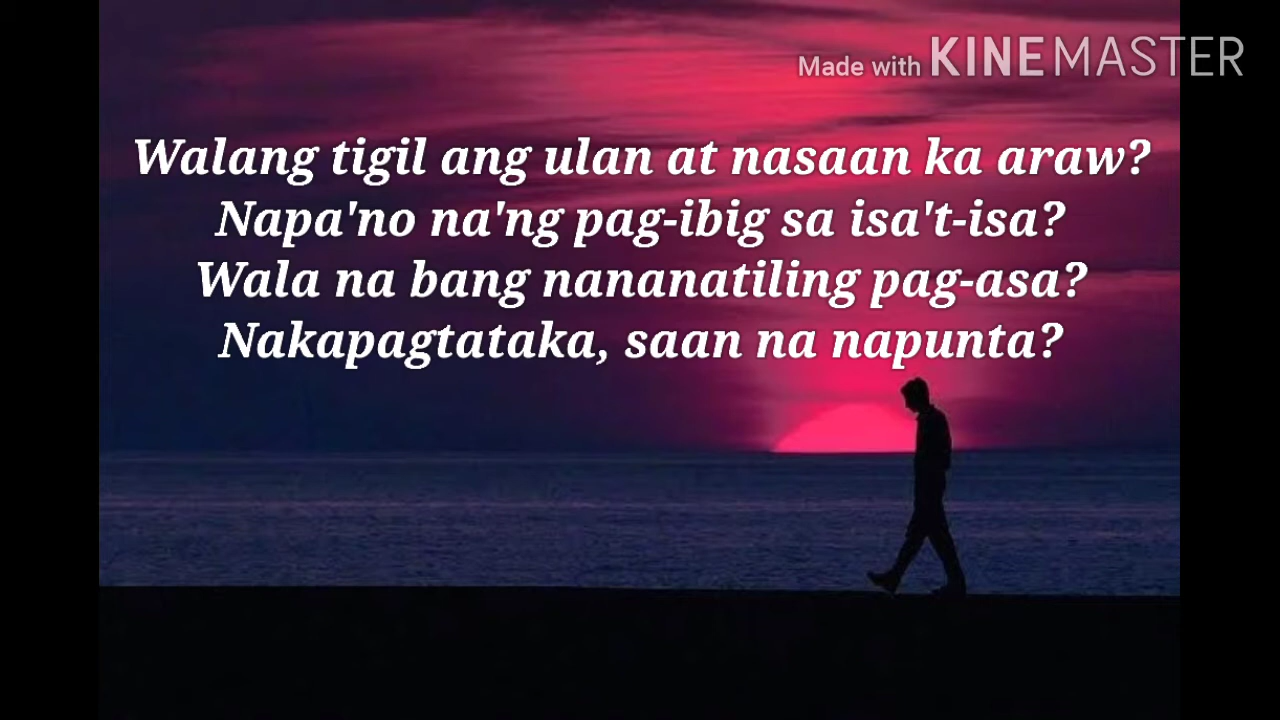 Made with KINEMASTER
Walang tigil ang ulan at nasaan ka araw?
Napa'no na'ng pag-ibig sa isa't-isa?
Wala na bang nananatiling pag-asa?
Nakapagtataka, saan na napunta?